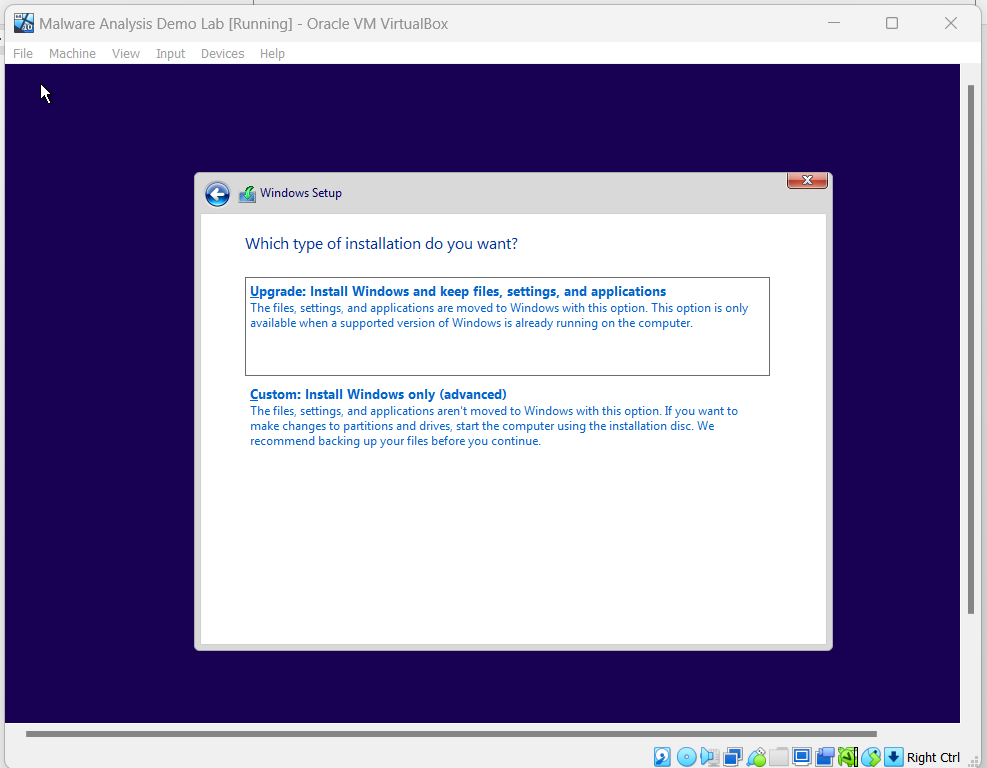 Malware Analysis Demo Lab [Running] - Oracle VM VirtualBox
File Machine View Input Devices Help
Windows Setup
Which type of installation do you want?
Upgrade: Install Windows and keep files, settings, and applications
The files, settings, and applications are moved to Windows with this option. This option is only
available when a supported version of Windows is already running on the computer.
Custom: Install Windows only (advanced)
The files, settings, and applications aren't moved to Windows with this option. If you want to
make changes to partitions and drives, start the computer using the installation disc. We
recommend backing up your files before you continue.
Right Ctrl